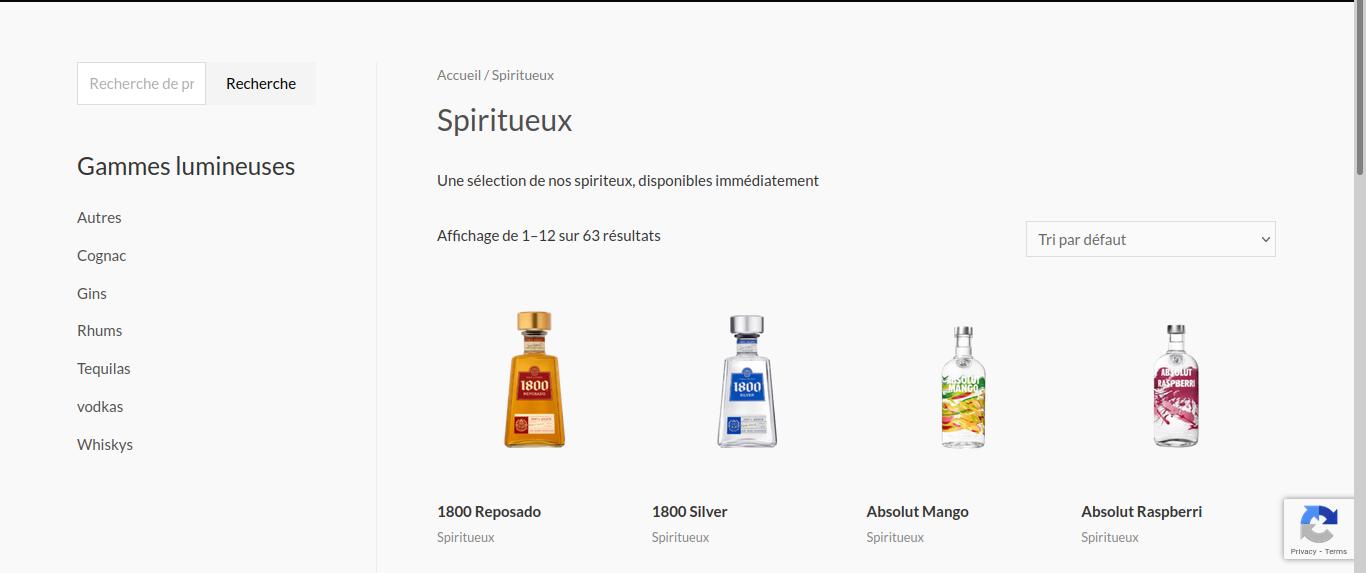 Recherche de pr
Recherche
Gammes lumineuses
Autres
Cognac
Gins
Rhums
Tequilas
vodkas
Whiskys
Accueil / Spiritueux
Spiritueux
Une sélection de nos spiriteux, disponibles immédiatement
Affichage de 1–12 sur 63 résultats
Tri par défaut
1800
REPOSADO
1800
SILVER
ABSOLUT
MANGO
ABSOLUT
RASPBERRI
1800 Reposado
Spiritueux
1800 Silver
Spiritueux
Absolut Mango
Spiritueux
Absolut Raspberri
Spiritueux
Privacy - Terms